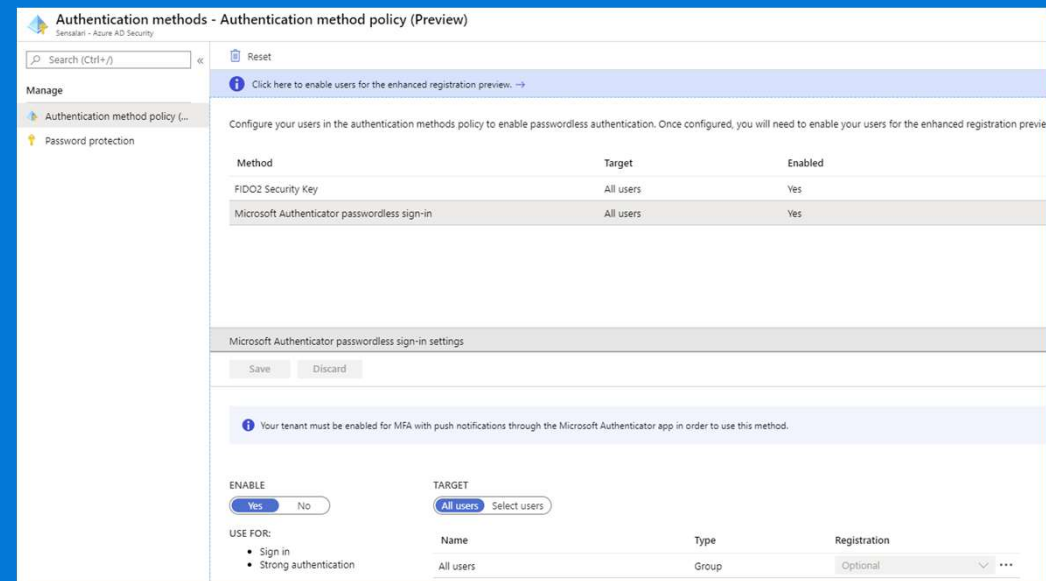 Authentication methods - Authentication method policy (Preview)
Sensalari - Azure AD Security
Search (Ctrl+/)
«
Reset
Click here to enable users for the enhanced registration preview. →
Manage
Authentication method policy (...
Password protection
Configure your users in the authentication methods policy to enable passwordless authentication. Once configured, you will need to enable your users for the enhanced registration previe
Method Target Enabled
FIDO2 Security Key All users Yes
Microsoft Authenticator passwordless sign-in All users Yes
Microsoft Authenticator passwordless sign-in settings
Save Discard
Your tenant must be enabled for MFA with push notifications through the Microsoft Authenticator app in order to use this method.
ENABLE TARGET
Yes No All users Select users
USE FOR:
• Sign in
• Strong authentication
Name Type Registration
All users Group Optional ...